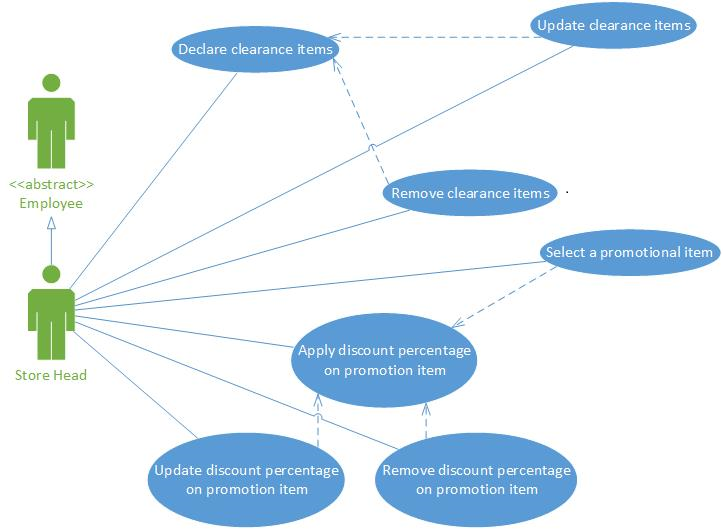 Declare clearance items
Update clearance items
<<abstract>>
Employee
Remove clearance items
Select a promotional item
Store Head
Apply discount percentage
on promotion item
Update discount percentage
on promotion item
Remove discount percentage
on promotion item